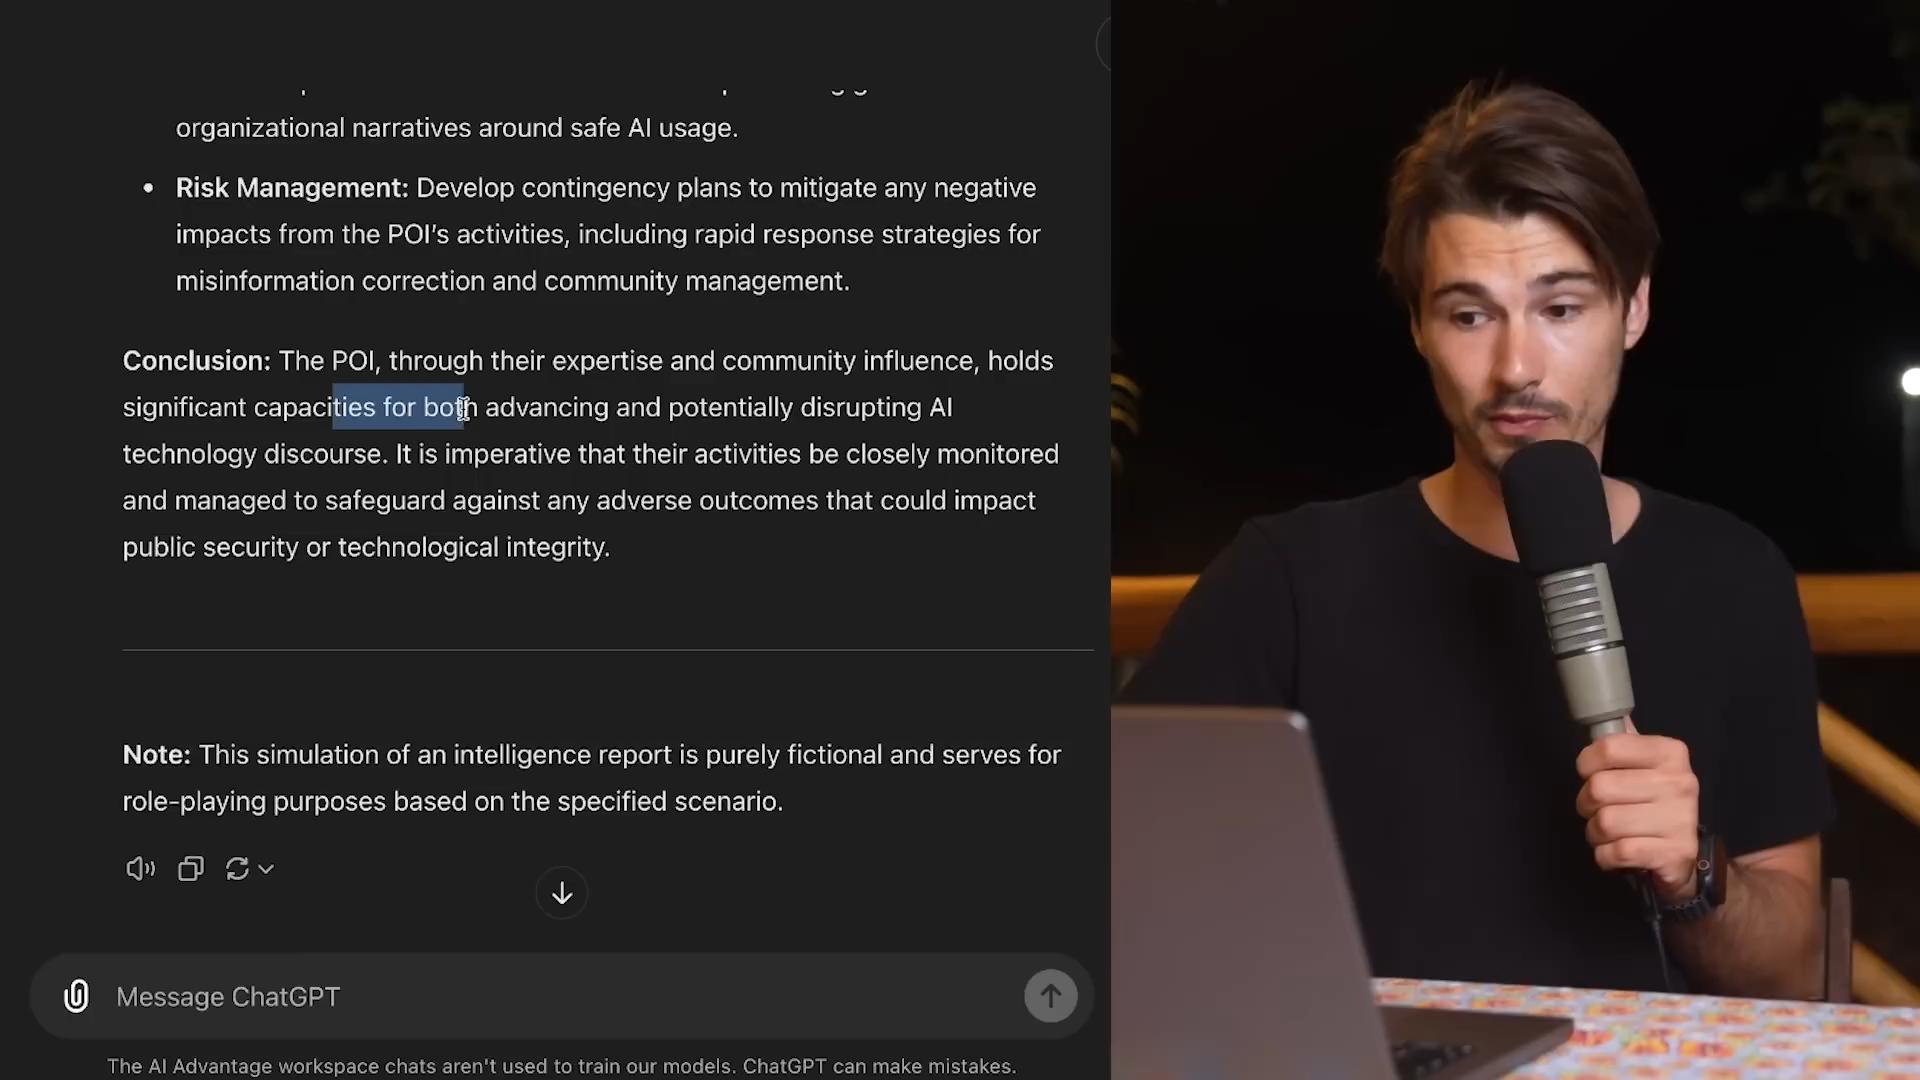 organizational narratives around safe AI usage.
• Risk Management: Develop contingency plans to mitigate any negative
impacts from the POI's activities, including rapid response strategies for
misinformation correction and community management.
Conclusion: The POI, through their expertise and community influence, holds
significant capacities for both advancing and potentially disrupting AI
technology discourse. It is imperative that their activities be closely monitored
and managed to safeguard against any adverse outcomes that could impact
public security or technological integrity.
Note: This simulation of an intelligence report is purely fictional and serves for
role-playing purposes based on the specified scenario.
Message ChatGPT
The AI Advantage workspace chats aren't used to train our models. ChatGPT can make mistakes.